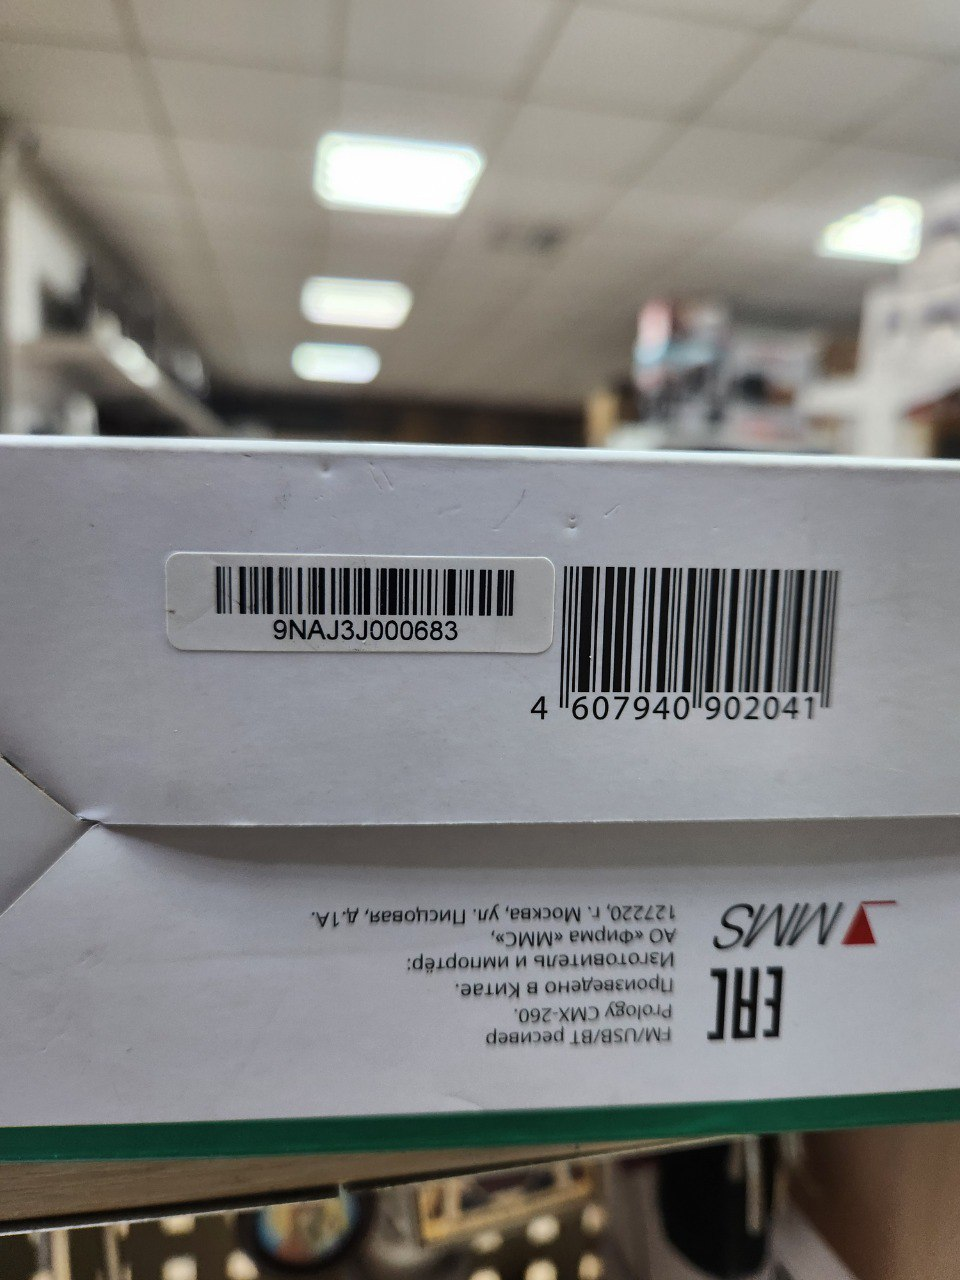 9NAJ3J000683
4 607940 902041
FM/USB/BT ресивер
Prology CMX-260.
Произведено в Китае.
Изготовитель и импортёр:
АО «Фирма «ММС»,
127220, г. Москва, ул. Писцовая, д.1А.
EAC
MMS